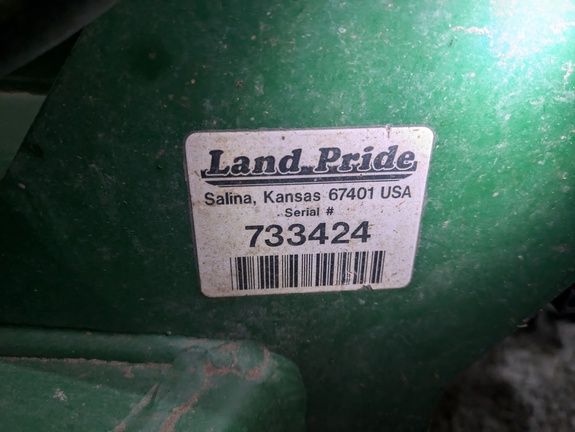 Land Pride
Salina, Kansas 67401 USA
Serial #
733424